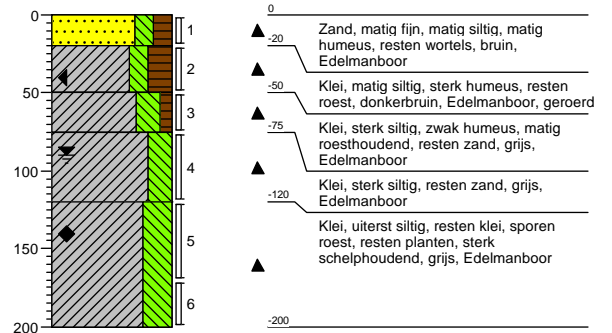 0
50
100
150
200
1
2
3
4
5
6
0
Zand, matig fijn, matig siltig, matig
humeus, resten wortels, bruin,
Edelmanboor
-20
Klei, matig siltig, sterk humeus, resten
roest, donkerbruin, Edelmanboor, geroerd
-50
Klei, sterk siltig, zwak humeus, matig
roesthoudend, resten zand, grijs,
Edelmanboor
-75
Klei, sterk siltig, resten zand, grijs,
Edelmanboor
-120
Klei, uiterst siltig, resten klei, sporen
roest, resten planten, sterk
schelphoudend, grijs, Edelmanboor
-200